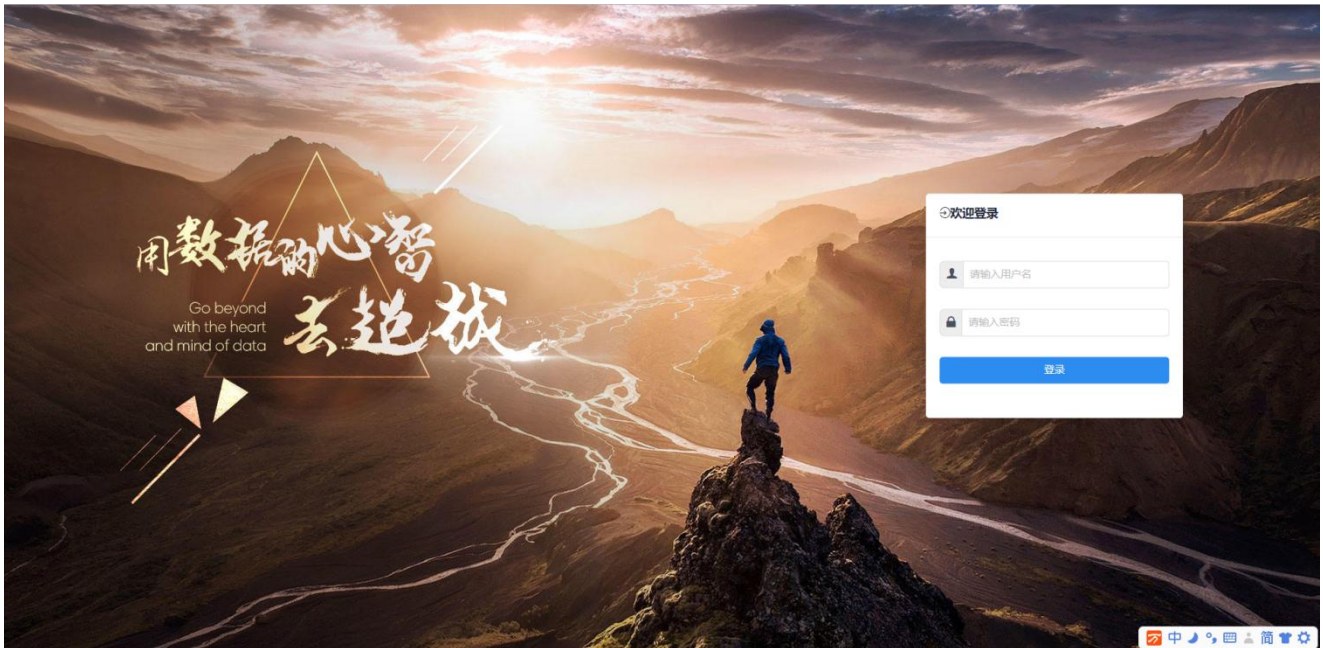 用数据的心智
去超越
Go beyond
with the heart
and mind of data
欢迎登录
请输入用户名
请输入密码
登录
万 中 简